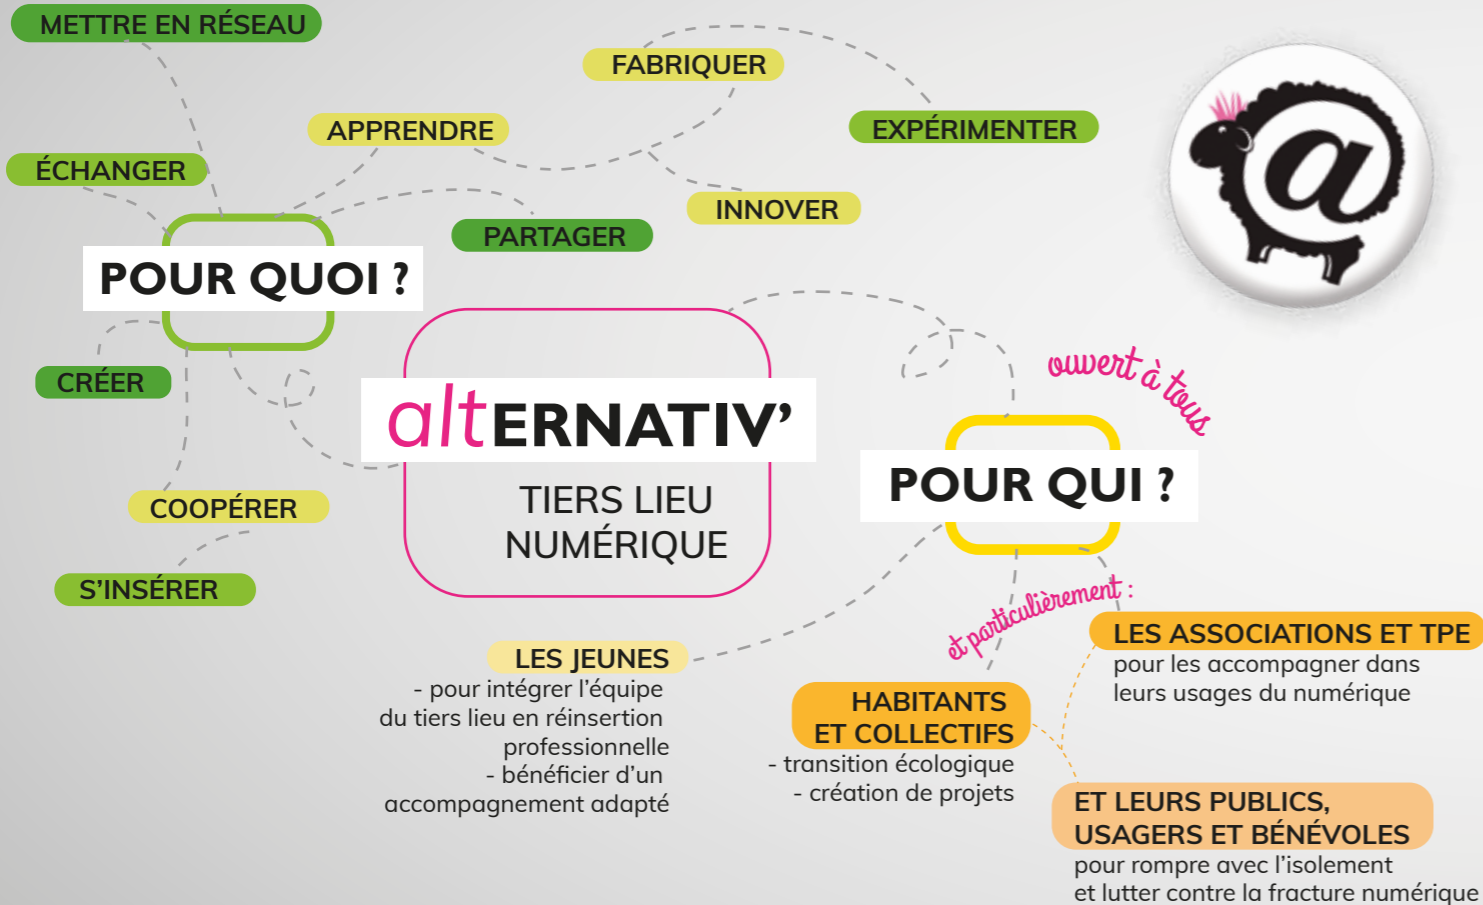 METTRE EN RÉSEAU
FABRIQUER
APPRENDRE
EXPÉRIMENTER
ÉCHANGER
INNOVER
PARTAGER
POUR QUOI ?
CRÉER
COOPÉRER
S'INSÉRER
altERNATIV'
TIERS LIEU
NUMÉRIQUE
@
ouvert à tous
POUR QUI ?
et particulièrement :
LES JEUNES
- pour intégrer l'équipe
du tiers lieu en réinsertion
professionnelle
- bénéficier d'un
accompagnement adapté
HABITANTS
ET COLLECTIFS
- transition écologique
- création de projets
LES ASSOCIATIONS ET TPE
pour les accompagner dans
leurs usages du numérique
ET LEURS PUBLICS,
USAGERS ET BÉNÉVOLES
pour rompre avec l'isolement
et lutter contre la fracture numérique